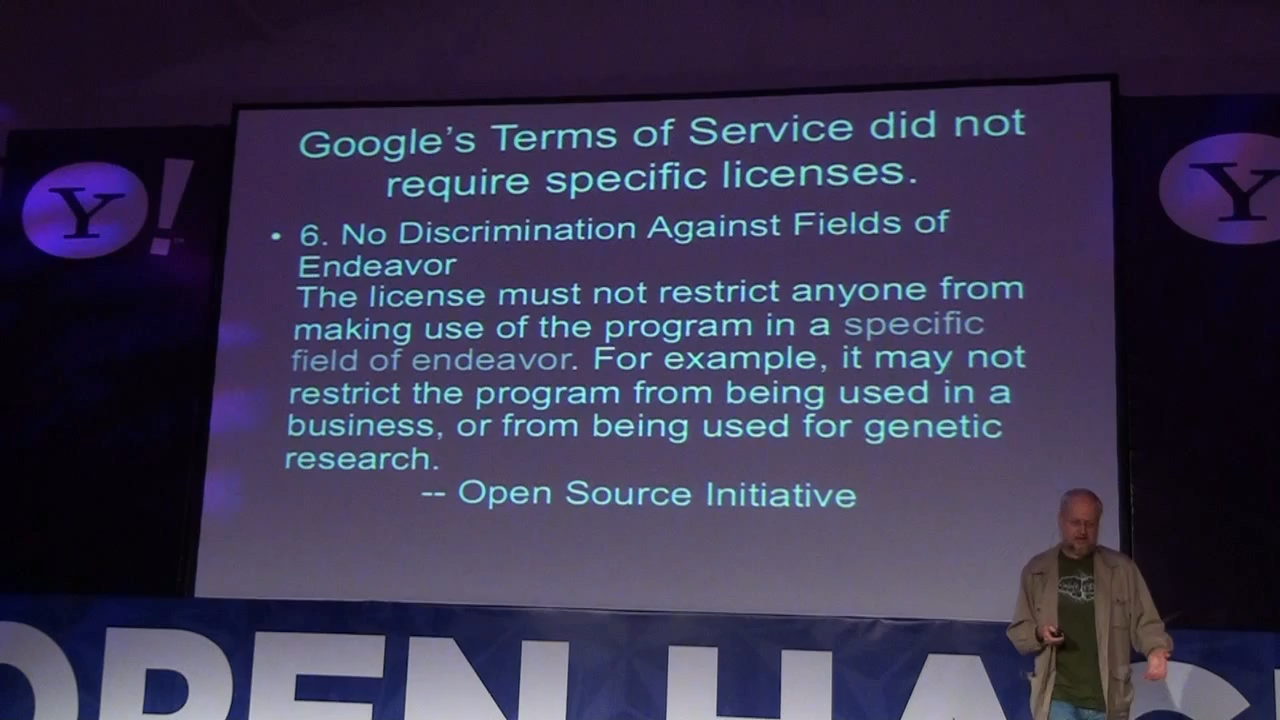 Google's Terms of Service did not
require specific licenses.
• 6. No Discrimination Against Fields of
Endeavor
The license must not restrict anyone from
making use of the program in a specific
field of endeavor. For example, it may not
restrict the program from being used in a
business, or from being used for genetic
research.
-- Open Source Initiative
Y!
Y
OPEN HAC